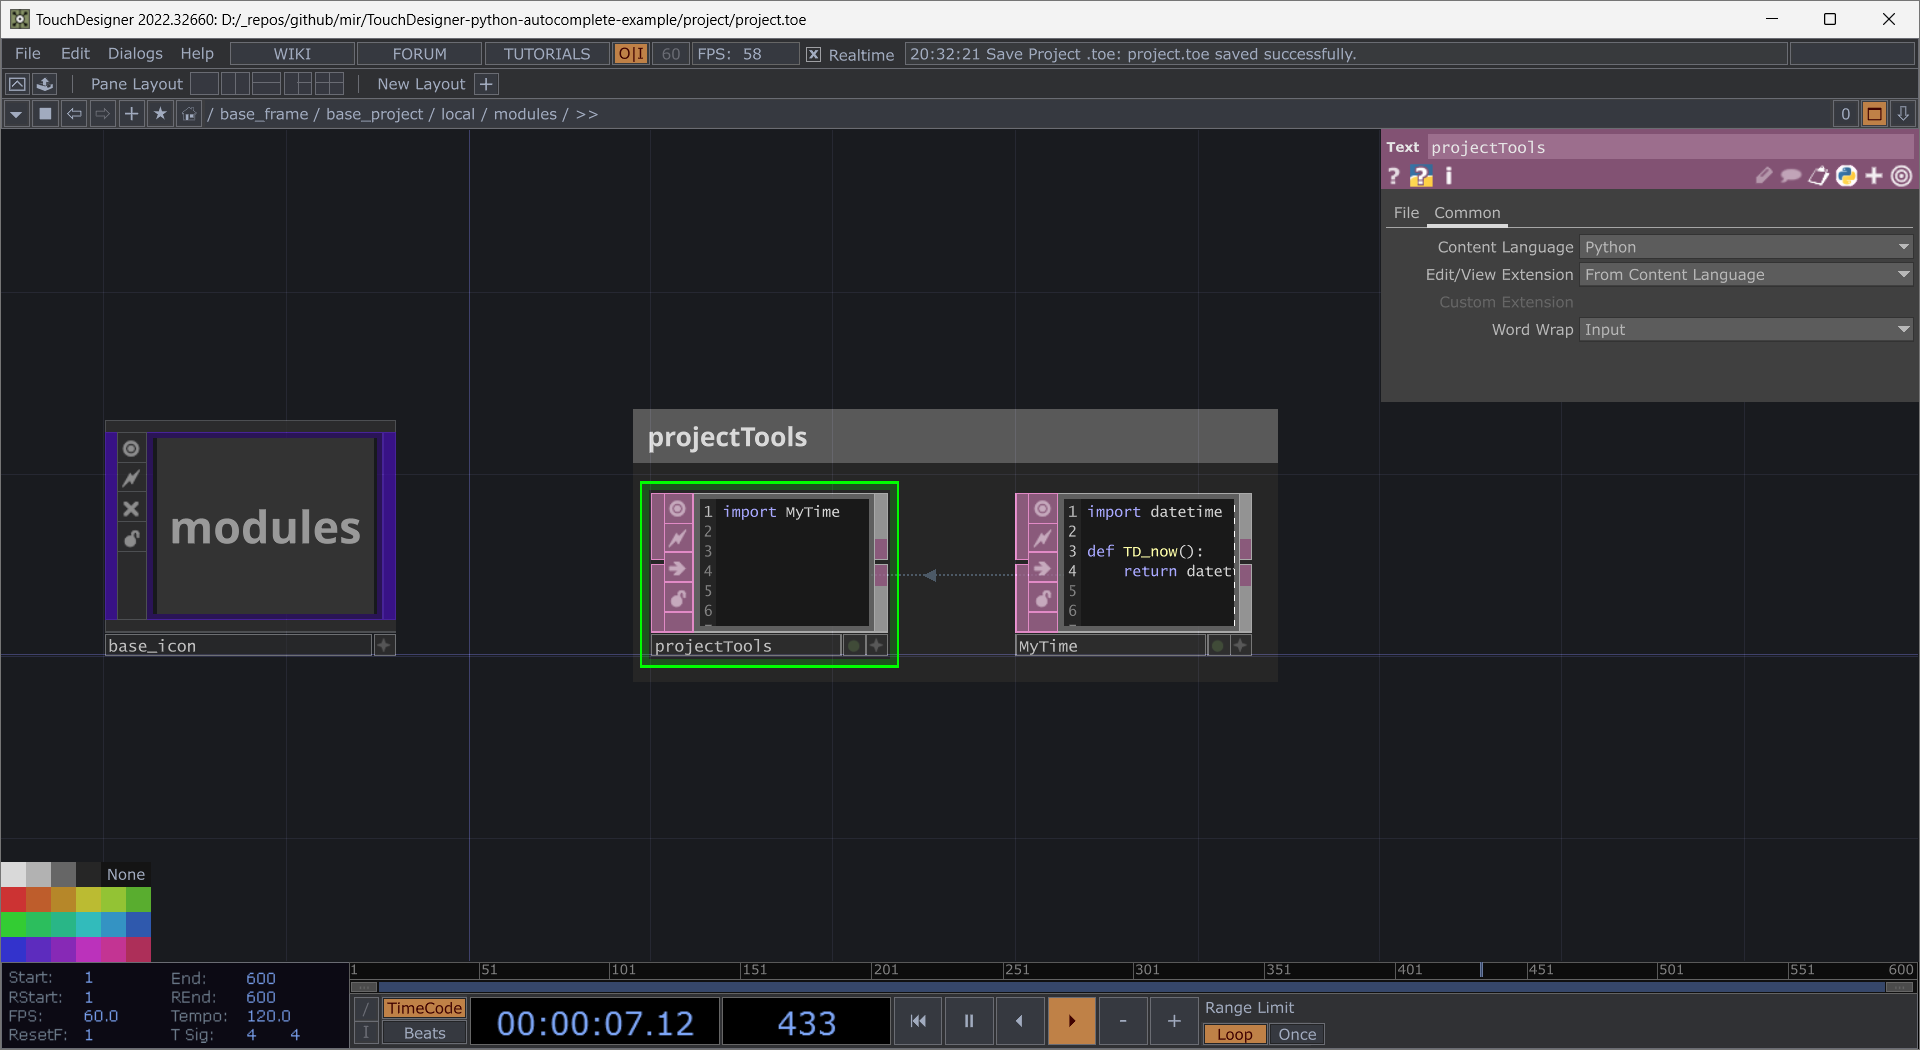 TouchDesigner 2022.32660: D:/_repos/github/mir/TouchDesigner-python-autocomplete-example/project/project.toe
File Edit Dialogs Help WIKI FORUM TUTORIALS O|I 60 FPS: 58 Realtime 20:32:21 Save Project .toe: project.toe saved successfully.
Pane Layout New Layout +
/ base_frame / base_project / local / modules / >> 0
Text projectTools
? ? i
File Common
Content Language Python
Edit/View Extension From Content Language
Custom Extension
Word Wrap Input
projectTools
modules
base_icon
1 import MyTime
2
3
4
5
6
projectTools
1 import datetime
2
3 def TD_now():
4 return datet
5
6
MyTime
None
Start: 1 End: 600
RStart: 1 REnd: 600
FPS: 60.0 Tempo: 120.0
ResetF: 1 T Sig: 4 4
1 51 101 151 201 251 301 351 401 451 501 551 600
/ TimeCode
I Beats
00:00:07.12 433 - +
Range Limit
Loop Once